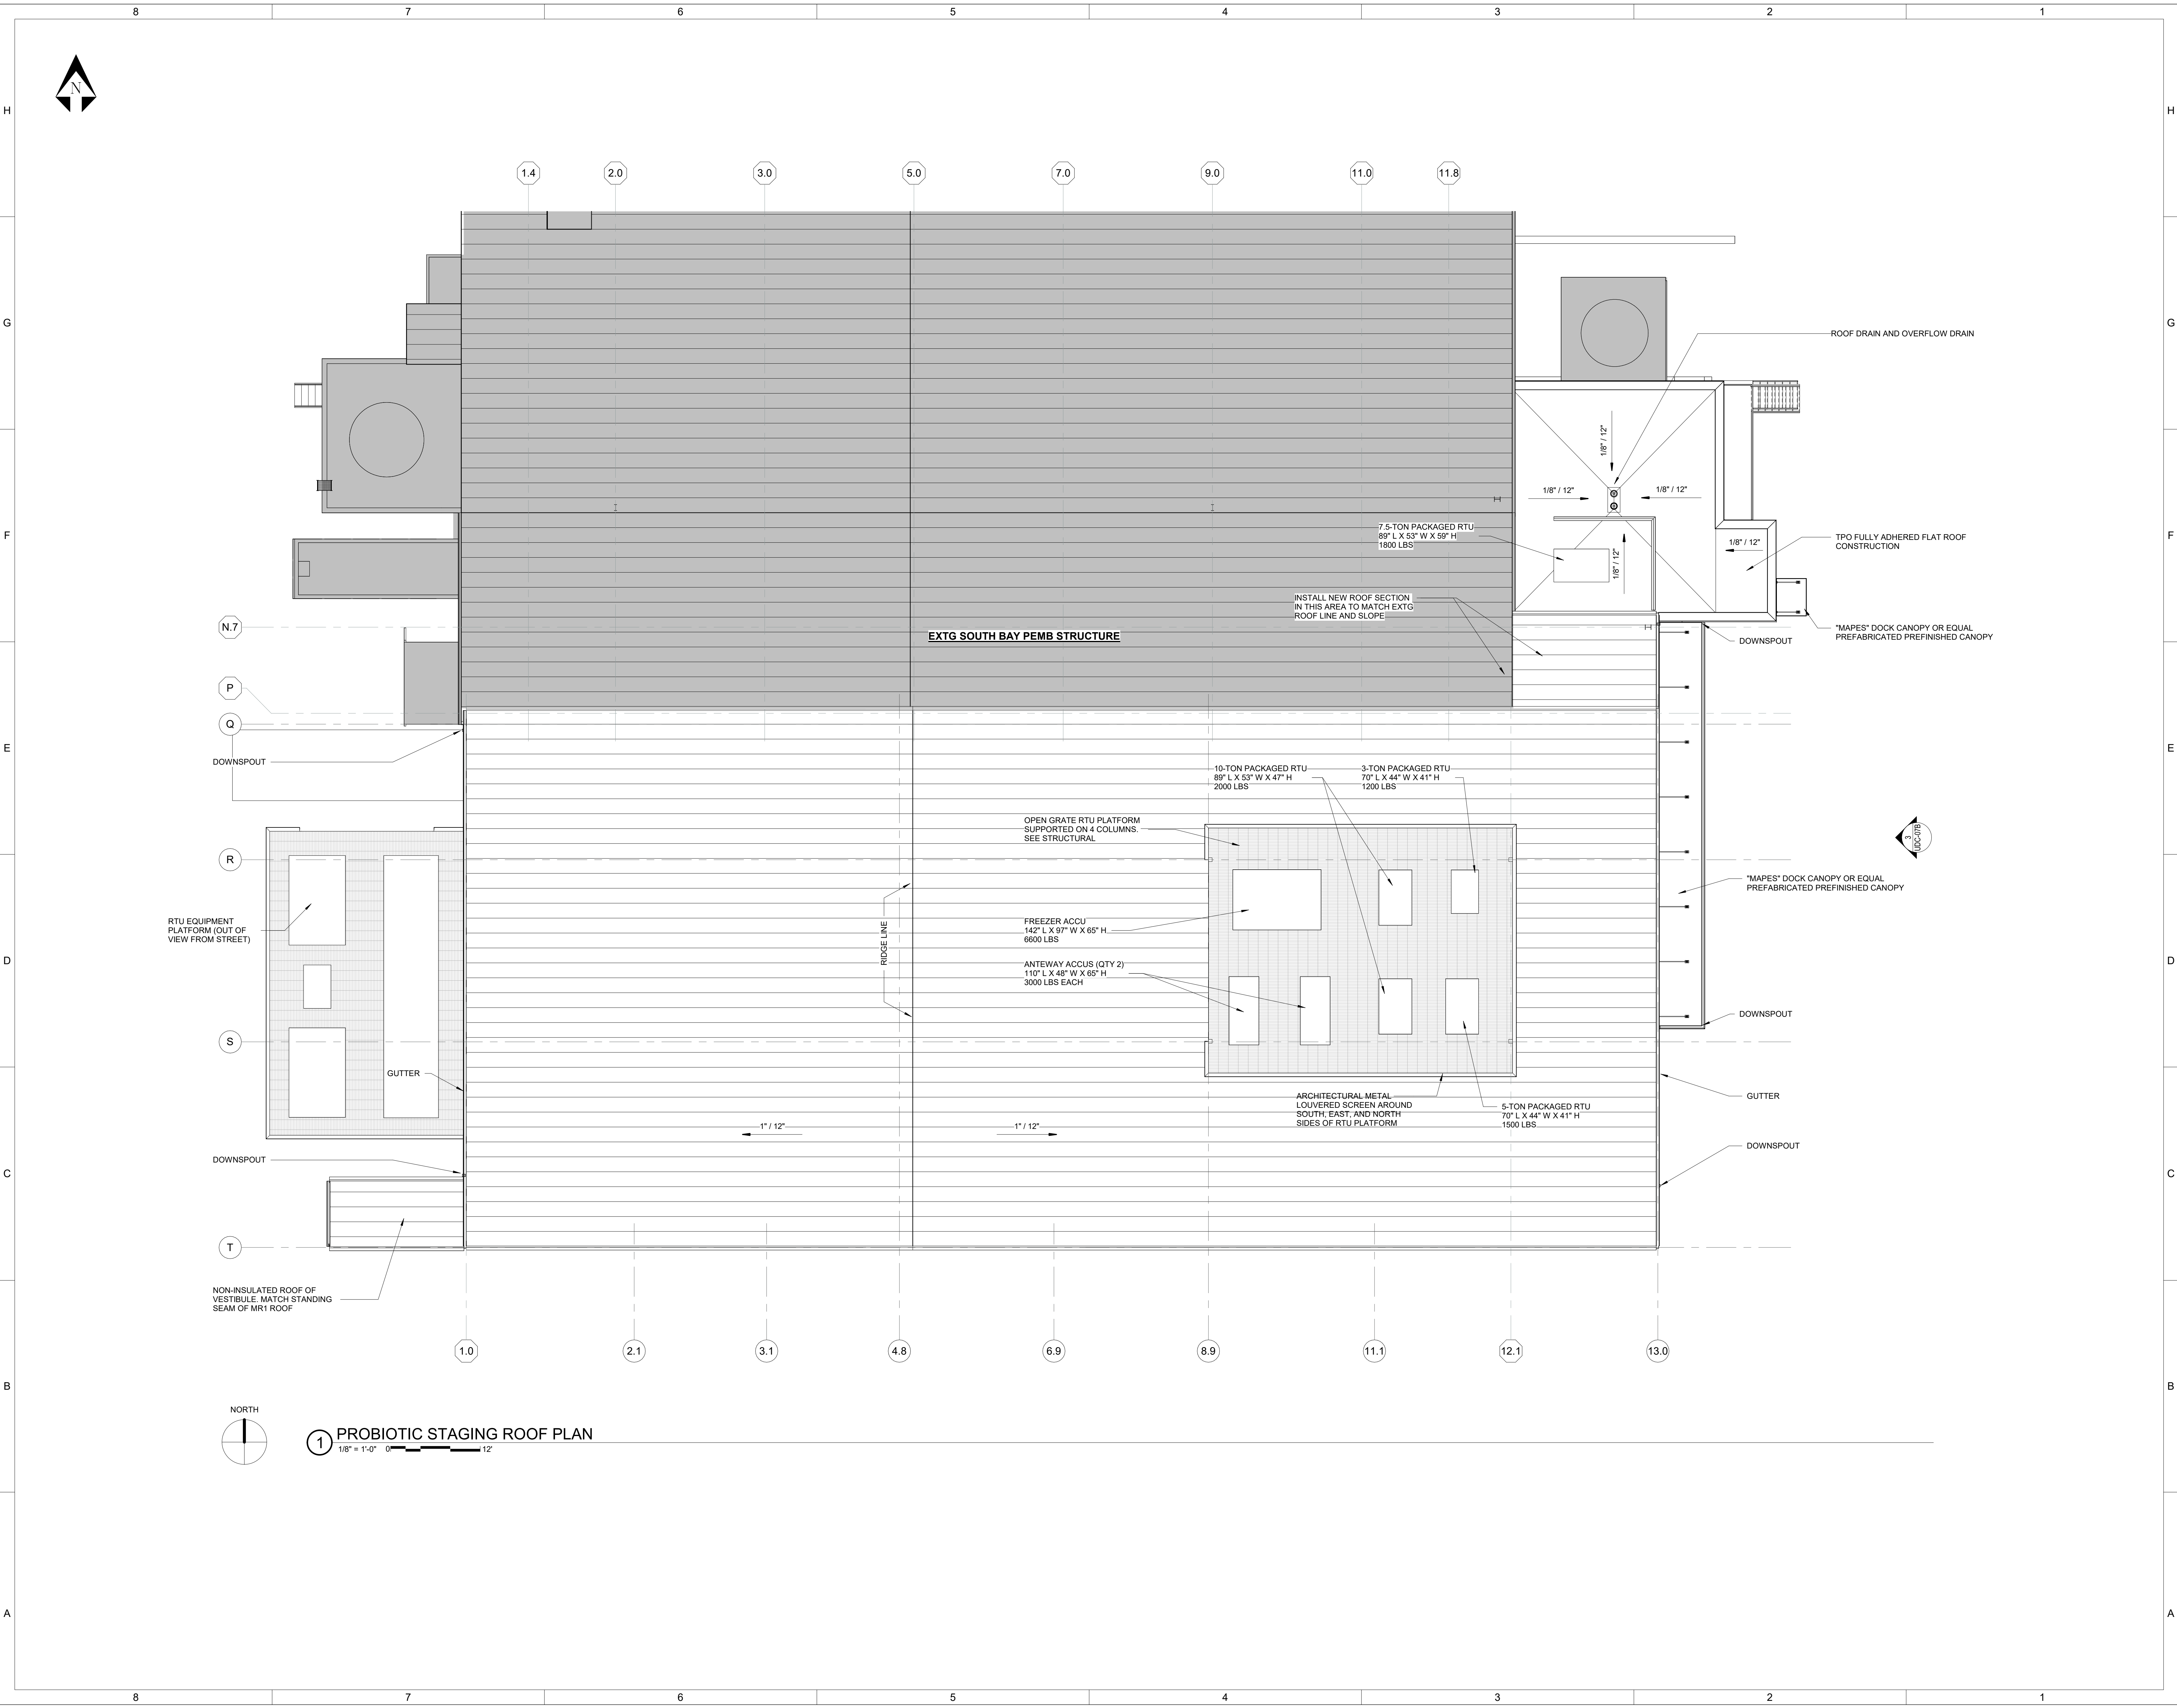 8 7 6 5 4 3 2 1
N
H H
1.4 2.0 3.0 5.0 7.0 9.0 11.0 11.8
G G
ROOF DRAIN AND OVERFLOW DRAIN
1/8" / 12"
1/8" / 12"
1/8" / 12"
7.5-TON PACKAGED RTU
89" L X 53" W X 59" H
1800 LBS
F F
1/8" / 12"
1/8" / 12"
TPO FULLY ADHERED FLAT ROOF
CONSTRUCTION
INSTALL NEW ROOF SECTION
IN THIS AREA TO MATCH EXTG
ROOF LINE AND SLOPE
N.7
EXTG SOUTH BAY PEMB STRUCTURE
"MAPES" DOCK CANOPY OR EQUAL
PREFABRICATED PREFINISHED CANOPY
DOWNSPOUT
P
Q
E E
DOWNSPOUT
10-TON PACKAGED RTU
89" L X 53" W X 47" H
2000 LBS
3-TON PACKAGED RTU
70" L X 44" W X 41" H
1200 LBS
OPEN GRATE RTU PLATFORM
SUPPORTED ON 4 COLUMNS.
SEE STRUCTURAL
3
UDC-07B
R
"MAPES" DOCK CANOPY OR EQUAL
PREFABRICATED PREFINISHED CANOPY
RTU EQUIPMENT
PLATFORM (OUT OF
VIEW FROM STREET)
RIDGE LINE
FREEZER ACCU
142" L X 97" W X 65" H
6600 LBS
D D
ANTEWAY ACCUS (QTY 2)
110" L X 48" W X 65" H
3000 LBS EACH
DOWNSPOUT
S
GUTTER
ARCHITECTURAL METAL
LOUVERED SCREEN AROUND
SOUTH, EAST, AND NORTH
SIDES OF RTU PLATFORM
5-TON PACKAGED RTU
70" L X 44" W X 41" H
1500 LBS
GUTTER
1" / 12"
1" / 12"
DOWNSPOUT
DOWNSPOUT
C C
T
NON-INSULATED ROOF OF
VESTIBULE. MATCH STANDING
SEAM OF MR1 ROOF
1.0 2.1 3.1 4.8 6.9 8.9 11.1 12.1 13.0
B B
NORTH
1 PROBIOTIC STAGING ROOF PLAN
1/8" = 1'-0" 0 12'
A A
8 7 6 5 4 3 2 1